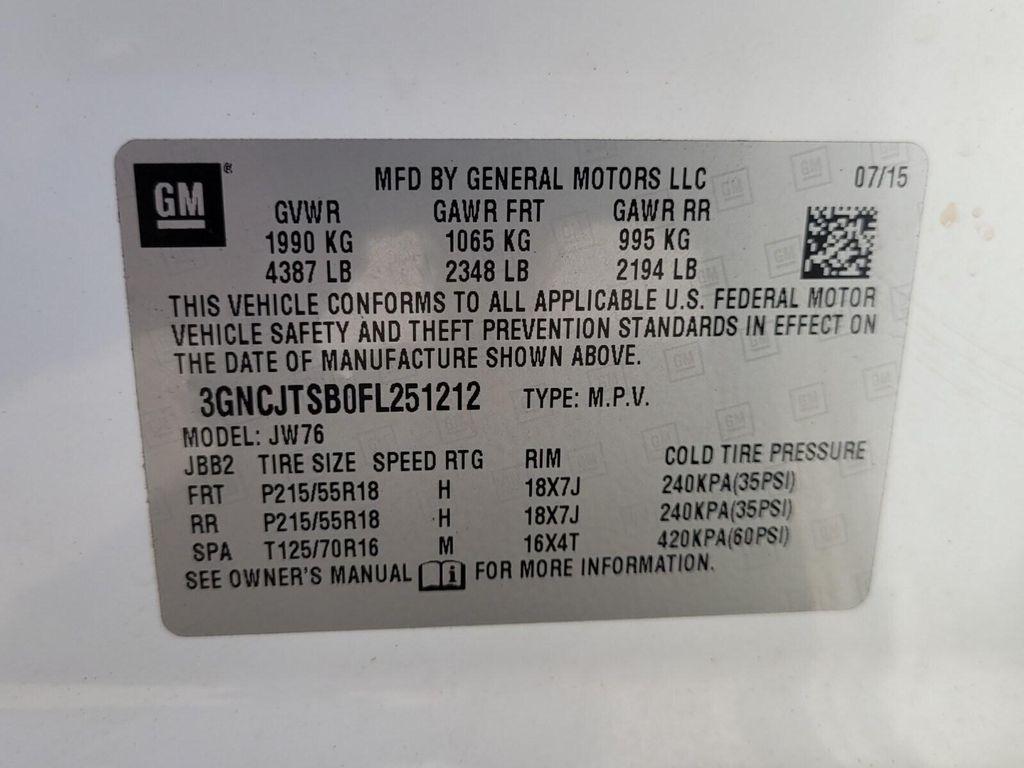 GM ® MFD BY GENERAL MOTORS LLC 07/15
GVWR GAWR FRT GAWR RR
1990 KG 1065 KG 995 KG
4387 LB 2348 LB 2194 LB
THIS VEHICLE CONFORMS TO ALL APPLICABLE U.S. FEDERAL MOTOR
VEHICLE SAFETY AND THEFT PREVENTION STANDARDS IN EFFECT ON
THE DATE OF MANUFACTURE SHOWN ABOVE.
3GNCJTSB0FL251212 TYPE: M.P.V.
MODEL: JW76
JBB2 TIRE SIZE SPEED RTG RIM COLD TIRE PRESSURE
FRT P215/55R18 H 18X7J 240KPA(35PSI)
RR P215/55R18 H 18X7J 240KPA(35PSI)
SPA T125/70R16 M 16X4T 420KPA(60PSI)
SEE OWNER'S MANUAL i FOR MORE INFORMATION.